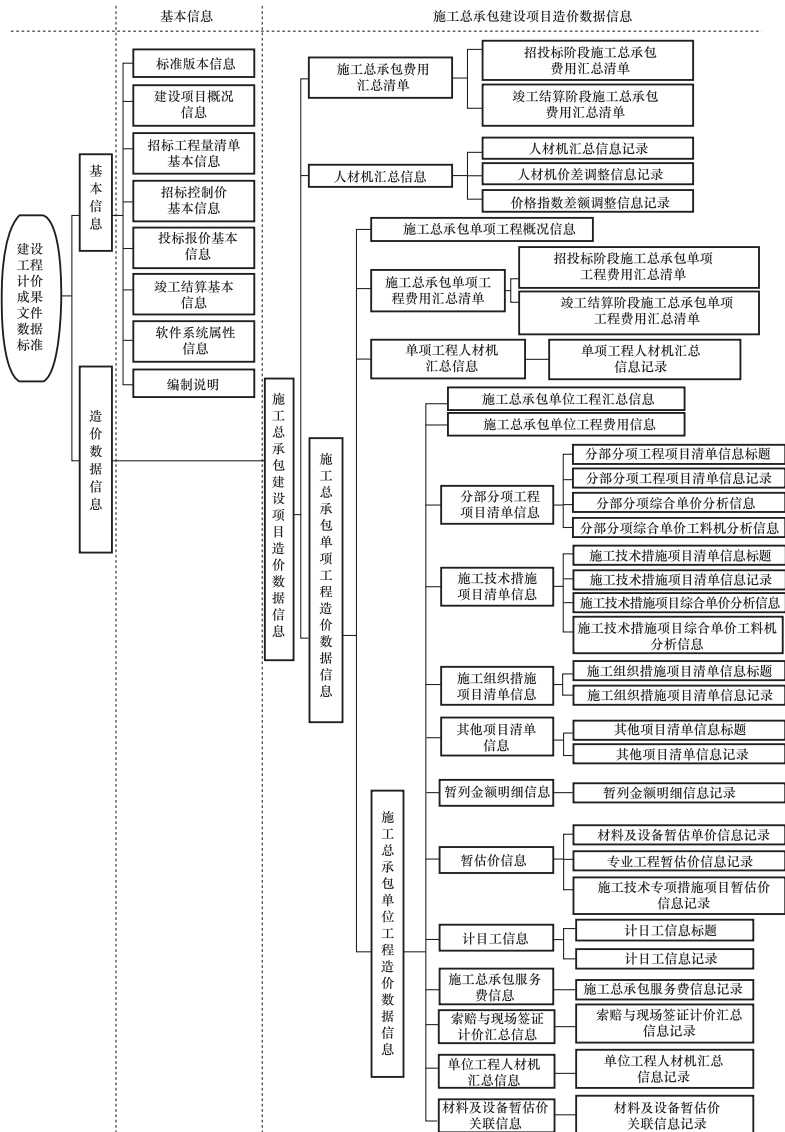 基本信息
施工总承包建设项目造价数据信息
建设
工程
计价
成果
文件
数据
标准
基本信息
造价数据信息
标准版本信息
建设项目概况
信息
招标工程量清单
基本信息
招标控制价
基本信息
投标报价基本
信息
竣工结算基本
信息
软件系统属性
信息
编制说明
施工总承包建设项目造价数据信息
施工总承包费用
汇总清单
招投标阶段施工总承包
费用汇总清单
竣工结算阶段施工总承包
费用汇总清单
人材机汇总信息
人材机汇总信息记录
人材机价差调整信息记录
价格指数差额调整信息记录
施工总承包单项工程造价数据信息
施工总承包单项工程概况信息
施工总承包单项工
程费用汇总清单
招投标阶段施工总承包单项
工程费用汇总清单
竣工结算阶段施工总承包单项
工程费用汇总清单
单项工程人材机
汇总信息
单项工程人材机汇总
信息记录
施工总承包单位工程造价数据信息
施工总承包单位工程汇总信息
施工总承包单位工程费用信息
分部分项工程
项目清单信息
分部分项工程项目清单信息标题
分部分项工程项目清单信息记录
分部分项综合单价分析信息
分部分项综合单价工料机分析信息
施工技术措施
项目清单信息
施工技术措施项目清单信息标题
施工技术措施项目清单信息记录
施工技术措施项目综合单价分析信息
施工技术措施项目综合单价工料机
分析信息
施工组织措施
项目清单信息
施工组织措施项目清单信息标题
施工组织措施项目清单信息记录
其他项目清单
信息
其他项目清单信息标题
其他项目清单信息记录
暂列金额明细信息
暂列金额明细信息记录
暂估价信息
材料及设备暂估单价信息记录
专业工程暂估价信息记录
施工技术专项措施项目暂估价
信息记录
计日工信息
计日工信息标题
计日工信息记录
施工总承包服务
费信息
施工总承包服务费信息记录
索赔与现场签证
计价汇总信息
索赔与现场签证计价汇总
信息记录
单位工程人材机
汇总信息
单位工程人材机汇总
信息记录
材料及设备暂估价
关联信息
材料及设备暂估价
关联信息记录